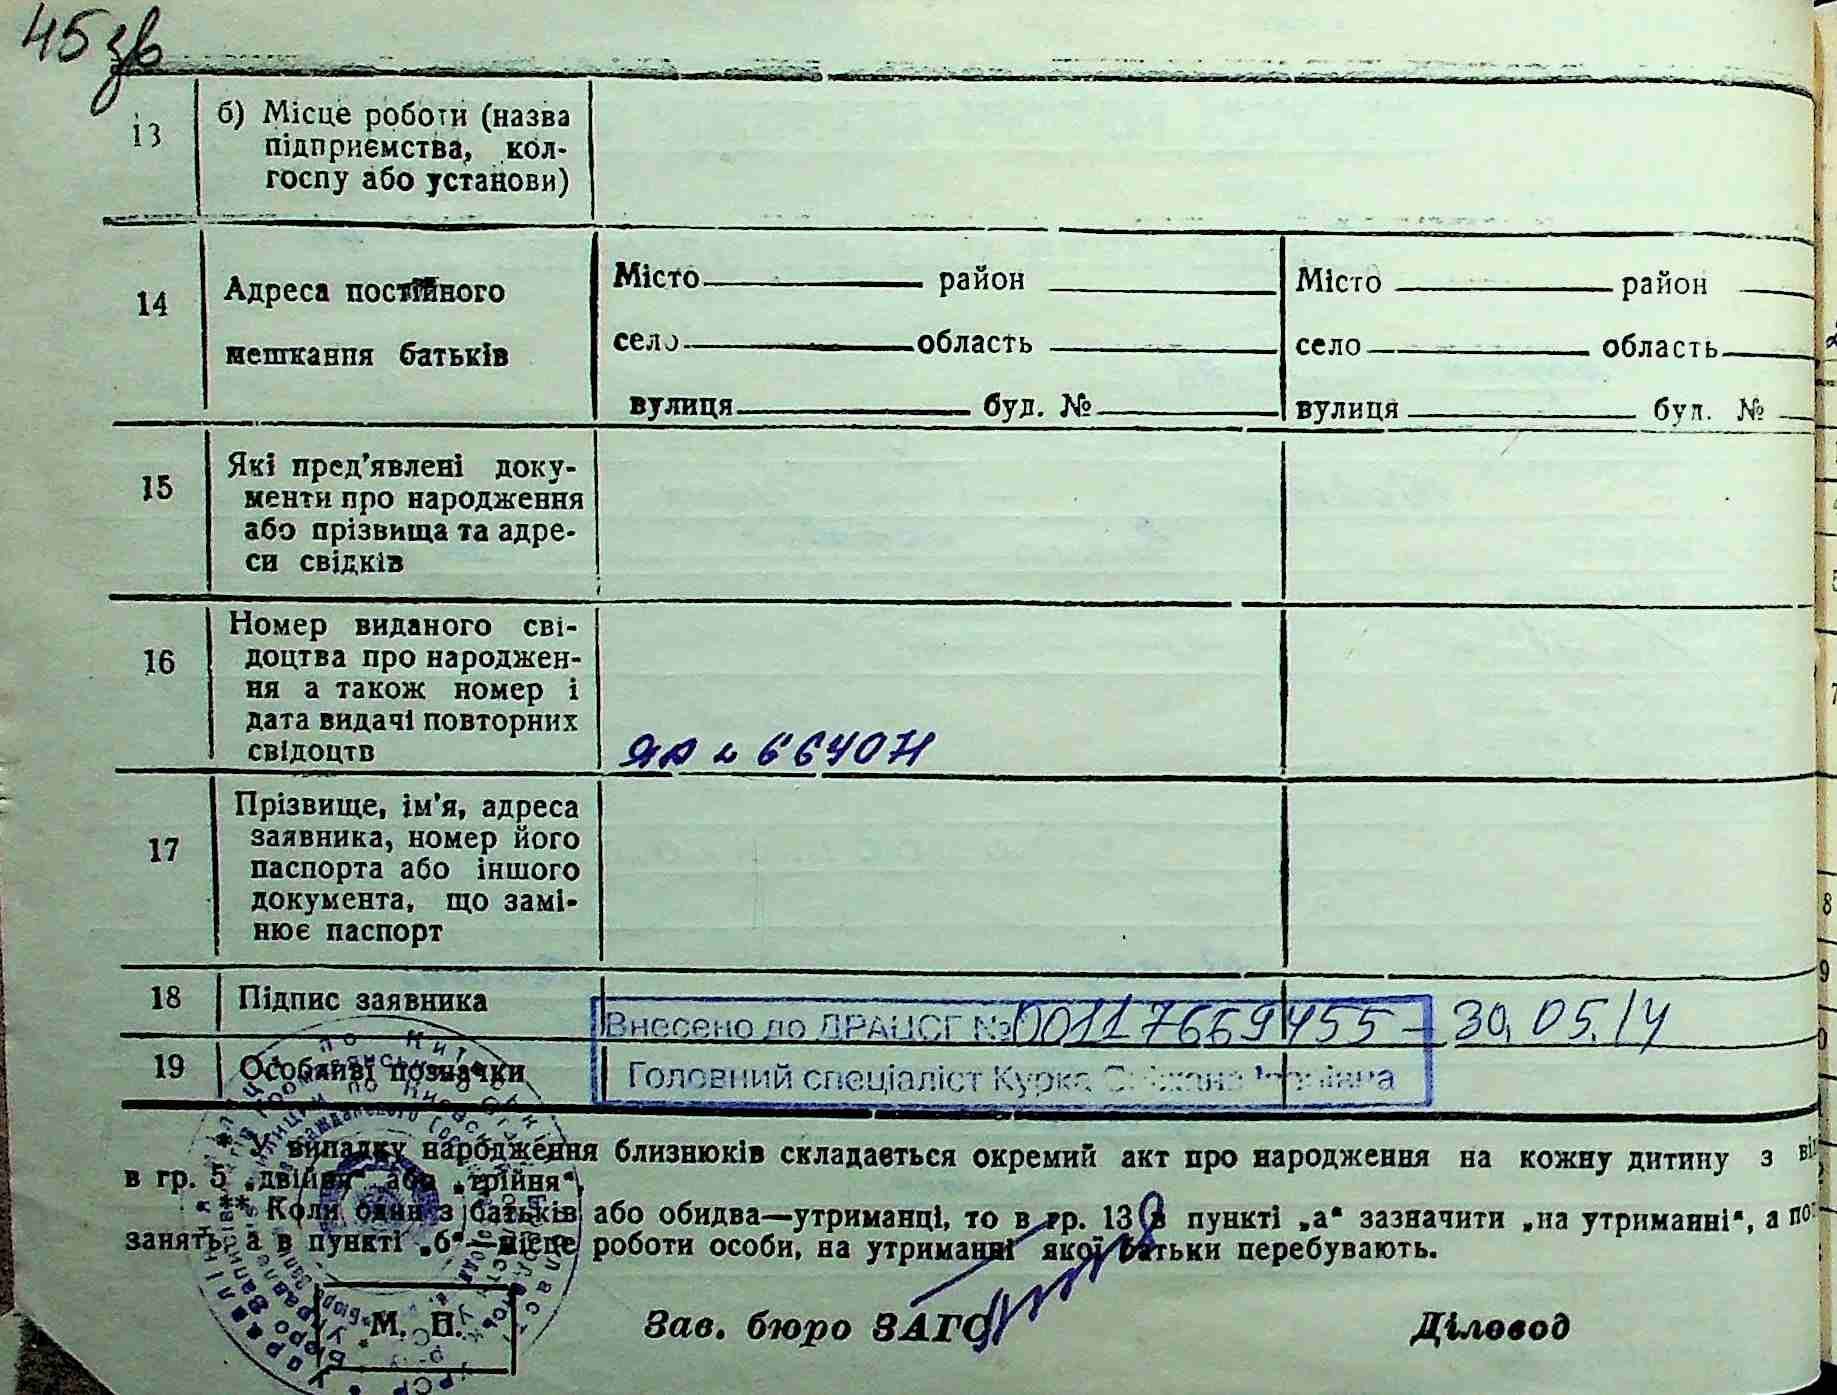 45 зв
13
б) Місце роботи (назва
підприємства, кол-
госпу або установи)
14
Адреса постійного
мешкання батьків
Місто район
село область
вулиця буд. №
Місто район
село область
вулиця буд. №
15
Які пред'явлені доку-
менти про народження
або прізвища та адре-
си свідків
16
Номер виданого сві-
доцтва про народжен-
ня а також номер і
дата видачі повторних
свідоцтв
17
Прізвище, ім'я, адреса
заявника, номер його
паспорта або іншого
документа, що замі-
нює паспорт
18
Підпис заявника
Внесено до ДРАЦСГ № 00117659455 - 30.05.14
19
Особливі позначки
Головний спеціаліст Курка
* У випадку народження близнюків складається окремий акт про народження на кожну дитину з
в гр. 5 „двійня“ або „трійня“.
** Коли один з батьків або обидва—утриманці, то в гр. 13 в пункті „а“ зазначити „на утриманні“, а
занять, а в пункті „б“—місце роботи особи, на утриманні якої батьки перебувають.
М. П.
Зав. бюро ЗАГС
Діловод